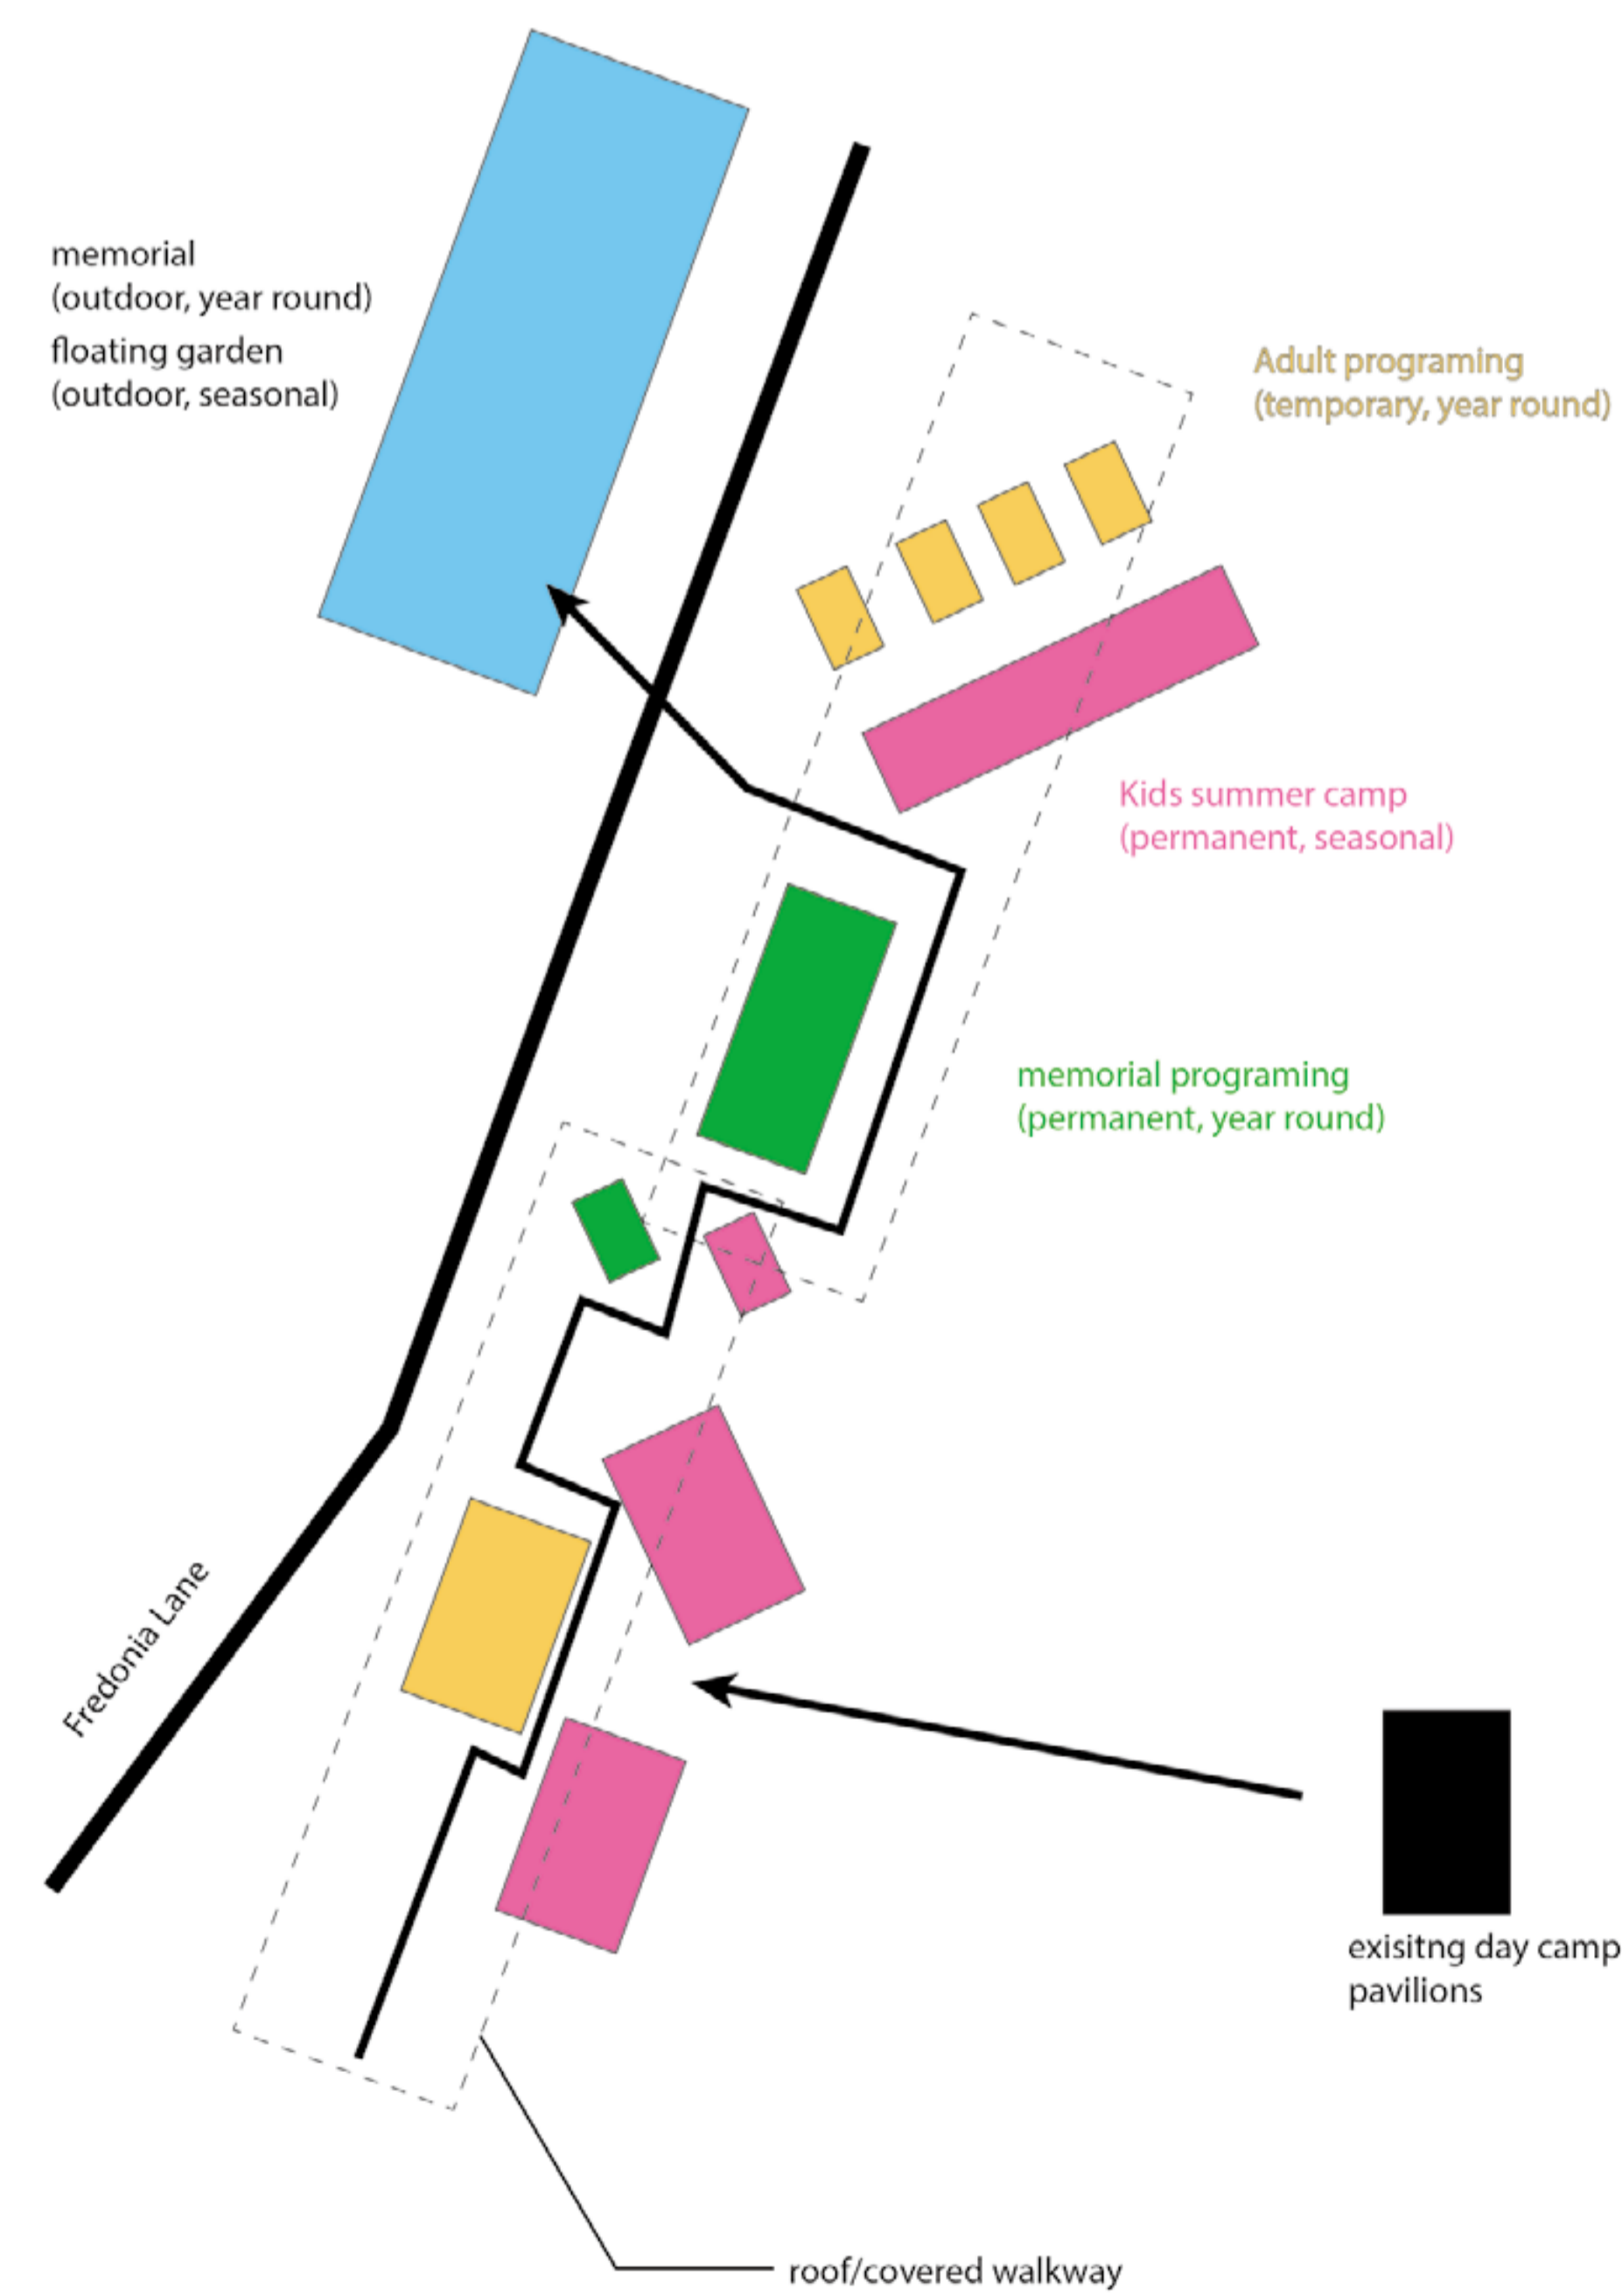 memorial
(outdoor, year round)
floating garden
(outdoor, seasonal)
Adult programing
(temporary, year round)
Kids summer camp
(permanent, seasonal)
memorial programing
(permanent, year round)
Fredonia Lane
exisitng day camp
pavilions
roof/covered walkway